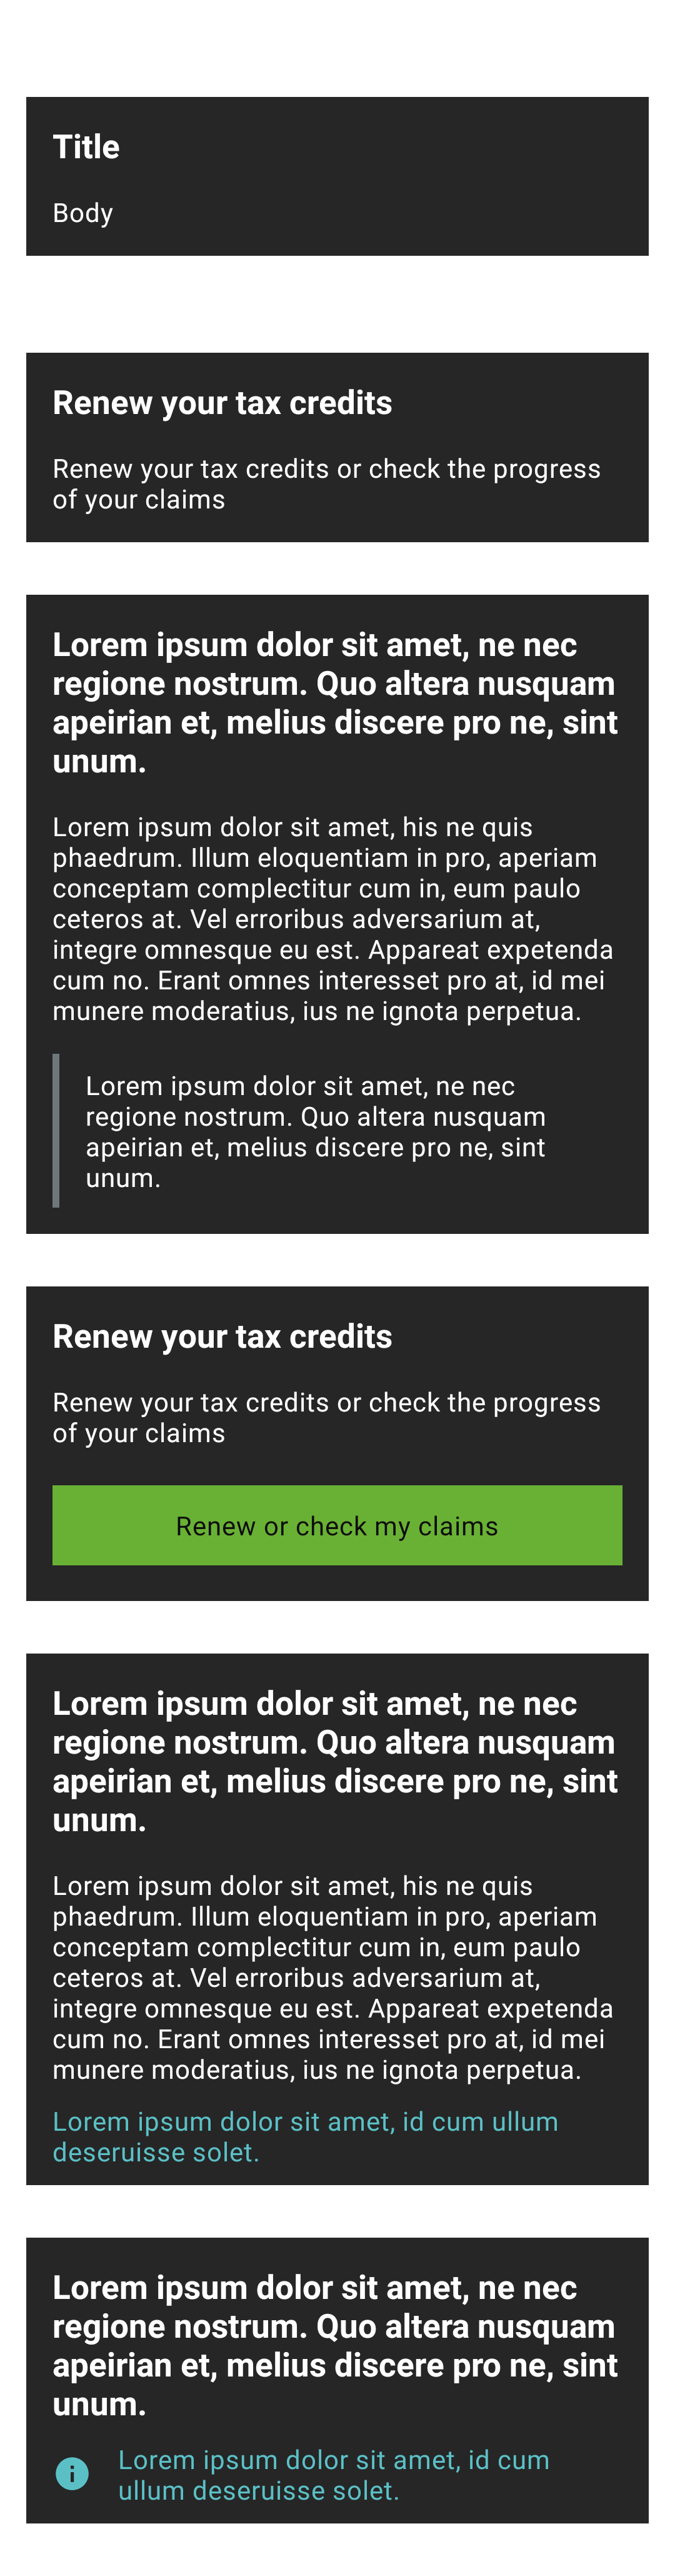 Title
Body
Renew your tax credits
Renew your tax credits or check the progress
of your claims
Lorem ipsum dolor sit amet, ne nec
regione nostrum. Quo altera nusquam
apeirian et, melius discere pro ne, sint
unum.
Lorem ipsum dolor sit amet, his ne quis
phaedrum. Illum eloquentiam in pro, aperiam
conceptam complectitur cum in, eum paulo
ceteros at. Vel erroribus adversarium at,
integre omnesque eu est. Appareat expetenda
cum no. Erant omnes interesset pro at, id mei
munere moderatius, ius ne ignota perpetua.
Lorem ipsum dolor sit amet, ne nec
regione nostrum. Quo altera nusquam
apeirian et, melius discere pro ne, sint
unum.
Renew your tax credits
Renew your tax credits or check the progress
of your claims
Renew or check my claims
Lorem ipsum dolor sit amet, ne nec
regione nostrum. Quo altera nusquam
apeirian et, melius discere pro ne, sint
unum.
Lorem ipsum dolor sit amet, his ne quis
phaedrum. Illum eloquentiam in pro, aperiam
conceptam complectitur cum in, eum paulo
ceteros at. Vel erroribus adversarium at,
integre omnesque eu est. Appareat expetenda
cum no. Erant omnes interesset pro at, id mei
munere moderatius, ius ne ignota perpetua.
Lorem ipsum dolor sit amet, id cum ullum
deseruisse solet.
Lorem ipsum dolor sit amet, ne nec
regione nostrum. Quo altera nusquam
apeirian et, melius discere pro ne, sint
unum.
Lorem ipsum dolor sit amet, id cum
ullum deseruisse solet.